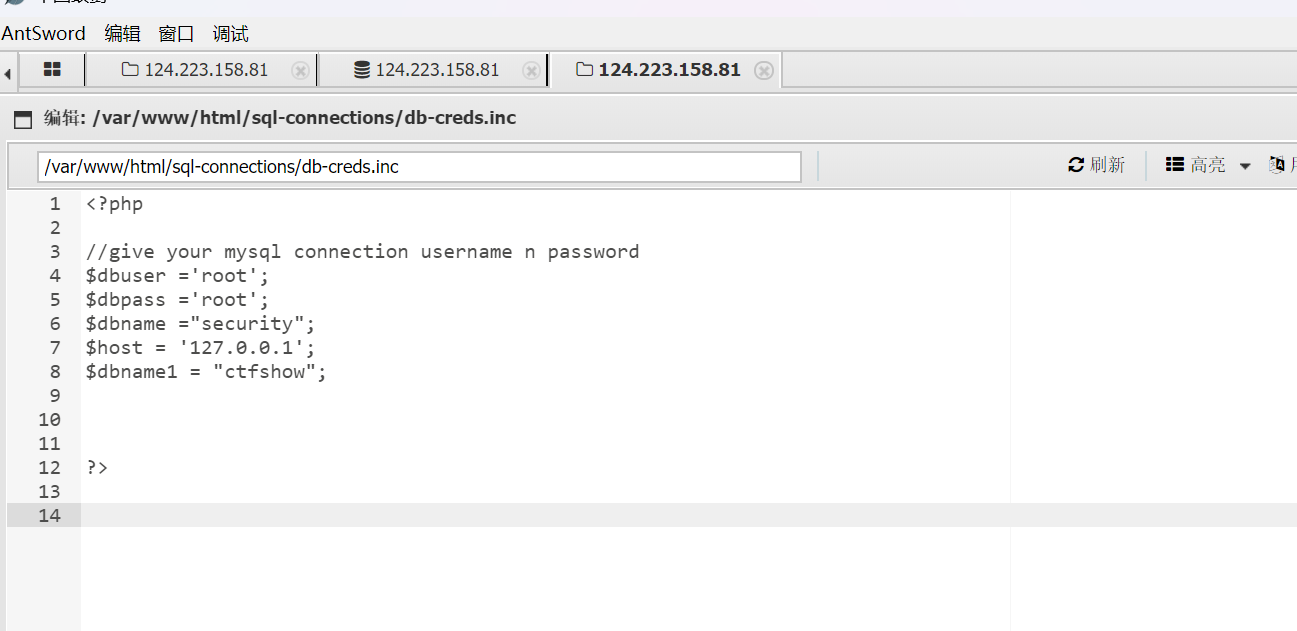 AntSword 编辑 窗口 调试
124.223.158.81 124.223.158.81 124.223.158.81
编辑: /var/www/html/sql-connections/db-creds.inc
/var/www/html/sql-connections/db-creds.inc 刷新 高亮
1 <?php
2
3 //give your mysql connection username n password
4 $dbuser ='root';
5 $dbpass ='root';
6 $dbname ="security";
7 $host = '127.0.0.1';
8 $dbname1 = "ctfshow";
9
10
11
12 ?>
13
14